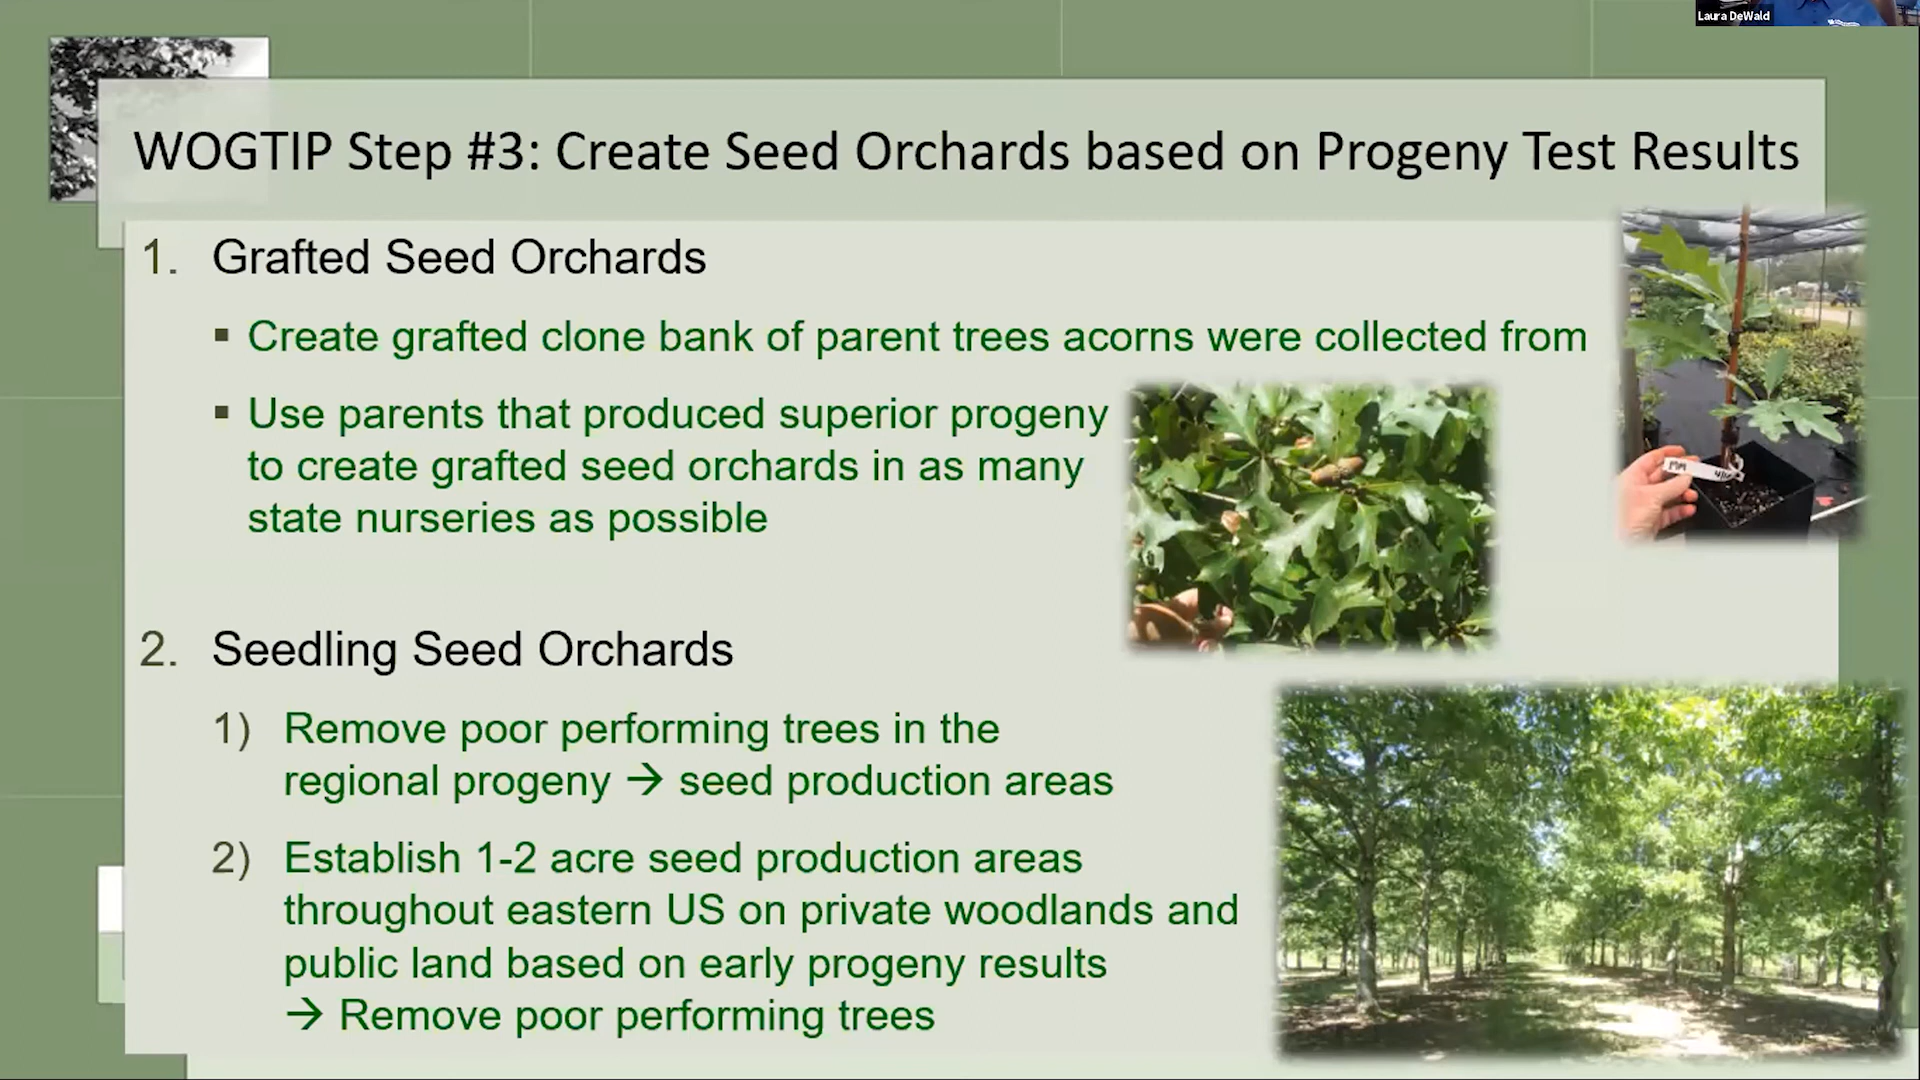 Laura DeWald
WOGTIP Step #3: Create Seed Orchards based on Progeny Test Results
1. Grafted Seed Orchards
▪ Create grafted clone bank of parent trees acorns were collected from
▪ Use parents that produced superior progeny
to create grafted seed orchards in as many
state nurseries as possible
2. Seedling Seed Orchards
1) Remove poor performing trees in the
regional progeny → seed production areas
2) Establish 1-2 acre seed production areas
throughout eastern US on private woodlands and
public land based on early progeny results
→ Remove poor performing trees